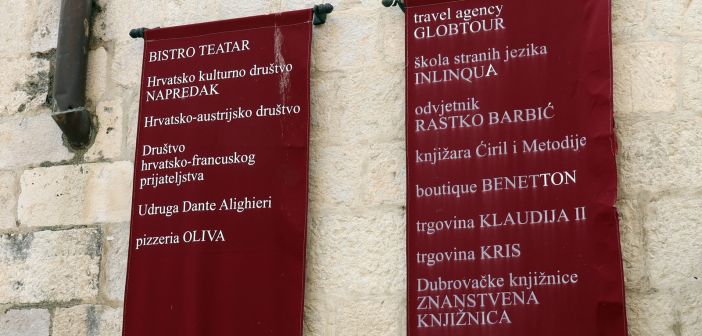 BISTRO TEATAR
Hrvatsko kulturno društvo
NAPREDAK
Hrvatsko-austrijsko društvo
Društvo
hrvatsko-francuskog
prijateljstva
Udruga Dante Alighieri
pizzeria OLIVA
travel agency
GLOBTOUR
škola stranih jezika
INLINQUA
odvjetnik
RASTKO BARBIĆ
knjižara Ćiril i Metodije
boutique BENETTON
trgovina KLAUDIJA II
trgovina KRIS
Dubrovačke knjižnice
ZNANSTVENA
KNJIŽNICA